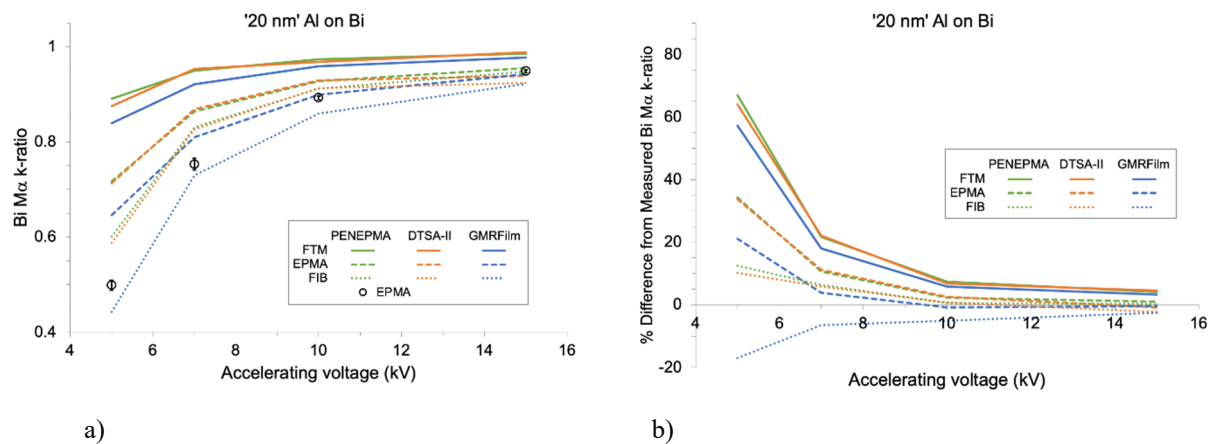 '20 nm' Al on Bi
1
0.8
0.6
0.4
Bi Mα k-ratio
4 6 8 10 12 14 16
Accelerating voltage (kV)
PENEPMA DTSA-II GMRFilm
FTM
EPMA
FIB
EPMA
a)
'20 nm' Al on Bi
80
60
40
20
0
-20
% Difference from Measured Bi Mα k-ratio
4 6 8 10 12 14 16
Accelerating voltage (kV)
PENEPMA DTSA-II GMRFilm
FTM
EPMA
FIB
b)